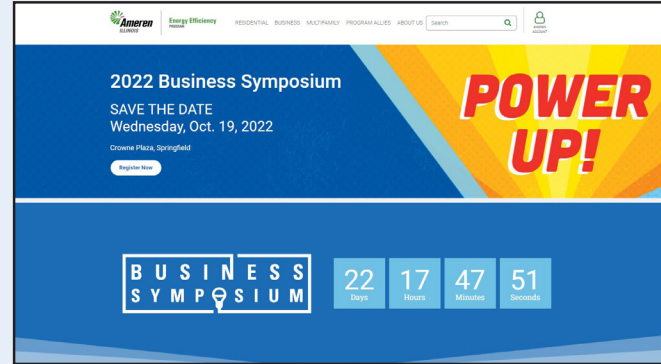 Ameren
ILLINOIS
Energy Efficiency
PROGRAM
RESIDENTIAL BUSINESS MULTIFAMILY PROGRAM ALLIES ABOUT US Search
AMEREN
ACCOUNT
2022 Business Symposium
SAVE THE DATE
Wednesday, Oct. 19, 2022
Crowne Plaza, Springfield
Register Now
POWER
UP!
BUSINESS
SYMPOSIUM
22 17 47 51
Days Hours Minutes Seconds